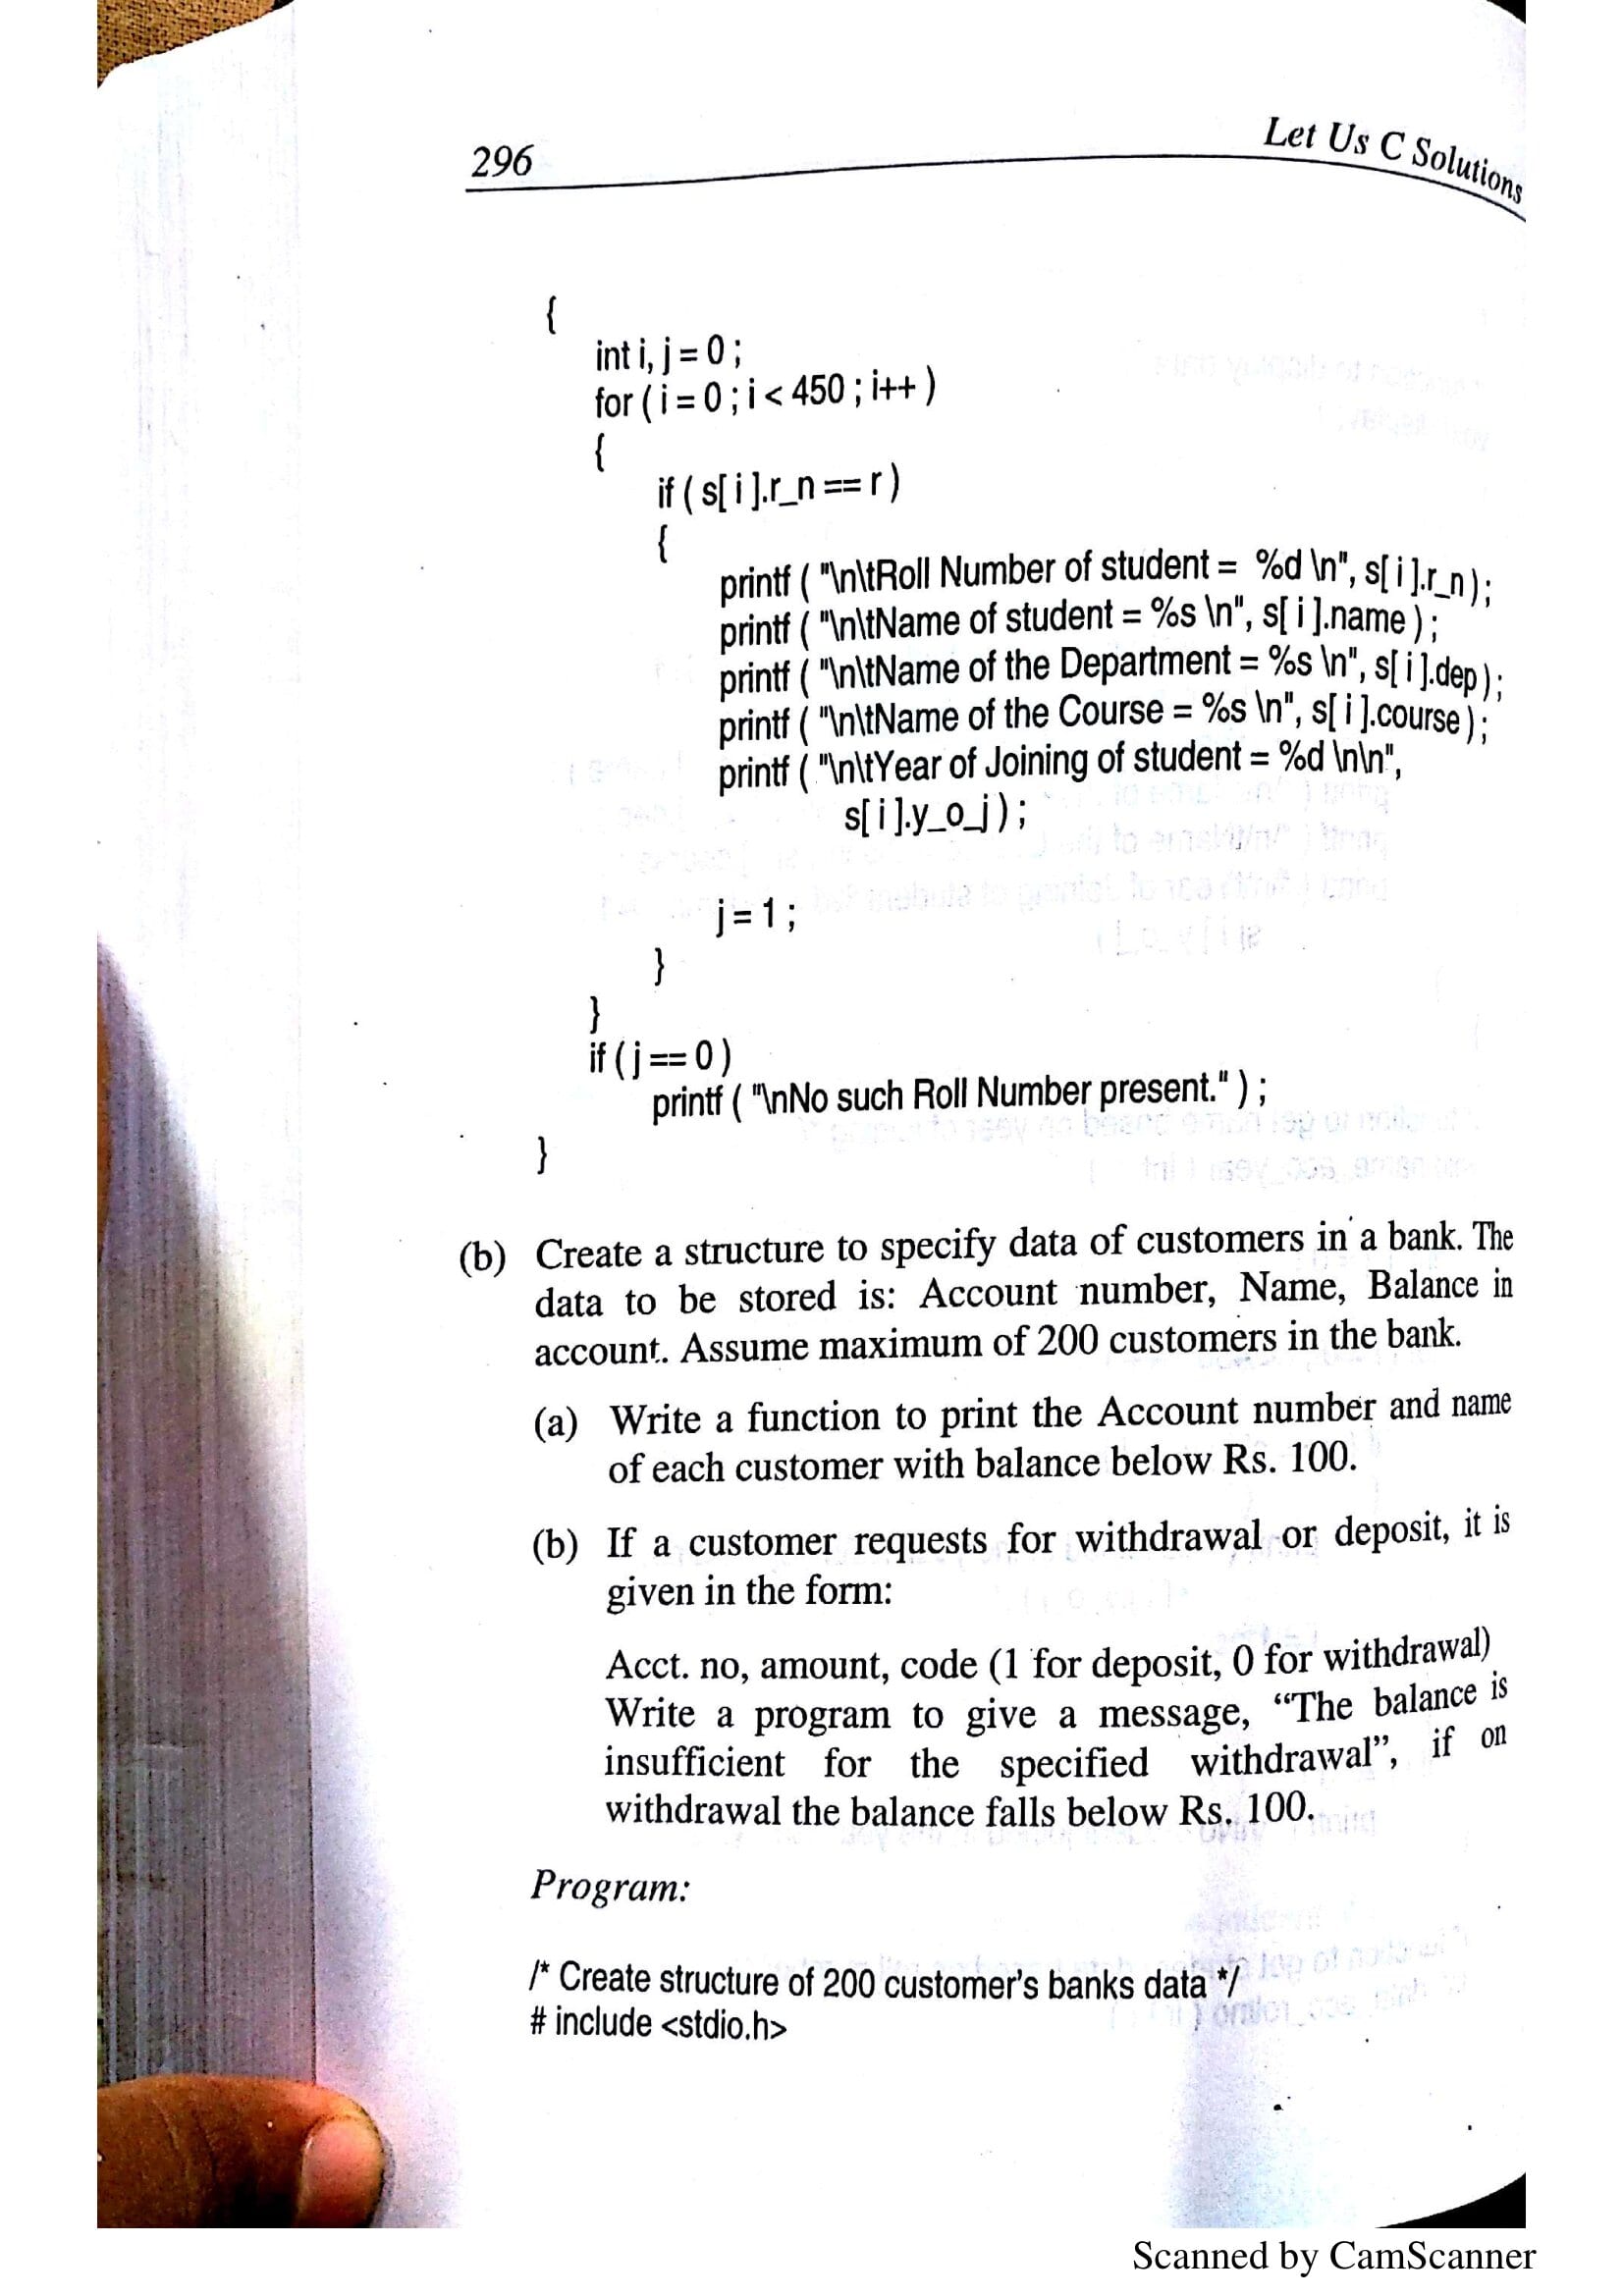 296
Let Us C Solutions
{
int i, j = 0 ;
for ( i = 0 ; i < 450 ; i++ )
{
if ( s[ i ].r_n == r )
{
printf ( "\n\tRoll Number of student =  %d \n", s[ i ].r_n ) ;
printf ( "\n\tName of student = %s \n", s[ i ].name ) ;
printf ( "\n\tName of the Department = %s \n", s[ i ].dep ) ;
printf ( "\n\tName of the Course = %s \n", s[ i ].course ) ;
printf ( "\n\tYear of Joining of student = %d \n\n",
s[ i ].y_o_j ) ;
j = 1 ;
}
}
if ( j == 0 )
printf ( "\nNo such Roll Number present." ) ;
}
(b) Create a structure to specify data of customers in a bank. The
data to be stored is: Account number, Name, Balance in
account. Assume maximum of 200 customers in the bank.
(a) Write a function to print the Account number and name
of each customer with balance below Rs. 100.
(b) If a customer requests for withdrawal or deposit, it is
given in the form:
Acct. no, amount, code (1 for deposit, 0 for withdrawal)
Write a program to give a message, “The balance is
insufficient for the specified withdrawal”, if on
withdrawal the balance falls below Rs. 100.
Program:
/* Create structure of 200 customer's banks data */
# include <stdio.h>
Scanned by CamScanner